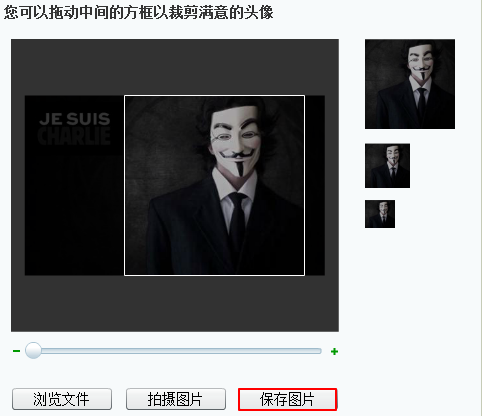 您可以拖动中间的方框以裁剪满意的头像
JE SUIS
CHARLIE
浏览文件
拍摄图片
保存图片